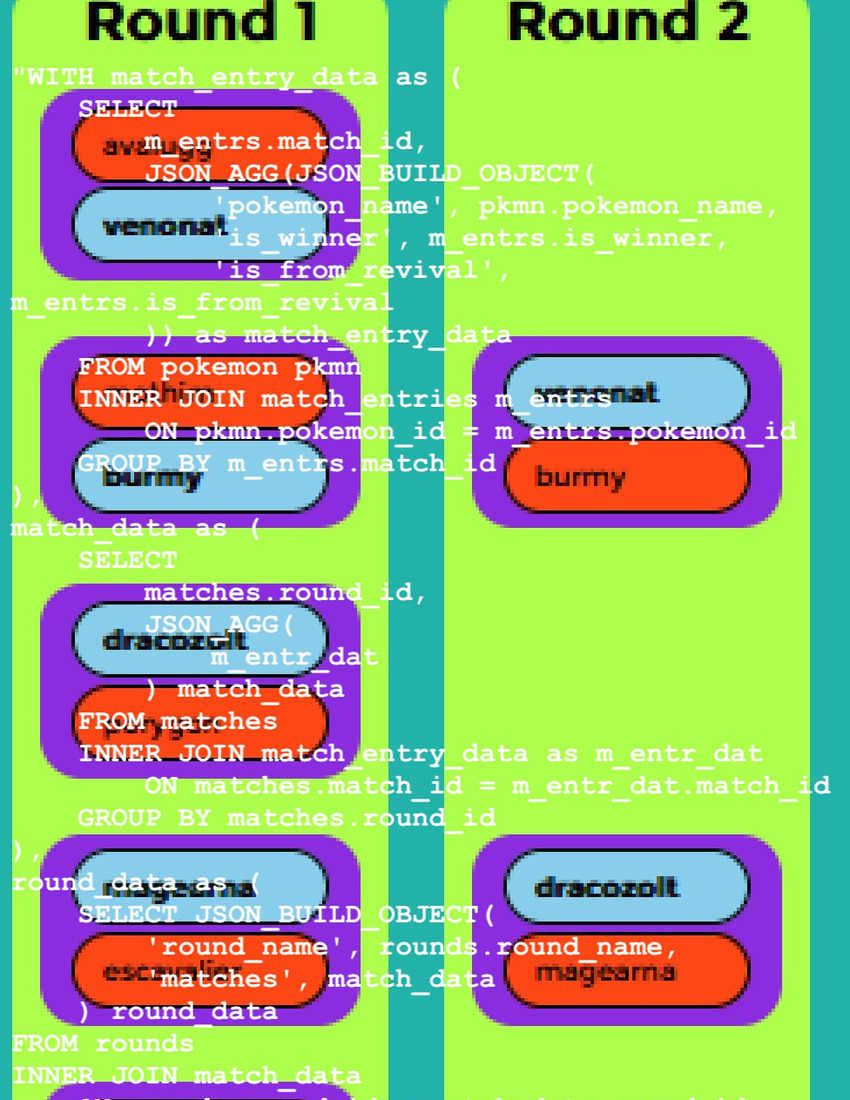 Round 1
Round 2
"WITH match_entry_data as (
SELECT
avalugg
m_entrs.match_id,
JSON_AGG(JSON_BUILD_OBJECT(
'pokemon_name', pkmn.pokemon_name,
venonat
'is_winner', m_entrs.is_winner,
'is_from_revival',
m_entrs.is_from_revival
)) as match_entry_data
FROM pokemon pkmn
venonat
INNER JOIN match_entries m_entrs
ON pkmn.pokemon_id = m_entrs.pokemon_id
GROUP BY m_entrs.match_id
burmy
burmy
),
match_data as (
SELECT
matches.round_id,
JSON_AGG(
dracozolt
m_entr_dat
) match_data
FROM matches
porygon
INNER JOIN match_entry_data as m_entr_dat
ON matches.match_id = m_entr_dat.match_id
GROUP BY matches.round_id
),
round_data as (
magearna
dracozolt
SELECT JSON_BUILD_OBJECT(
'round_name', rounds.round_name,
escavalier
magearna
'matches', match_data
) round_data
FROM rounds
INNER JOIN match_data